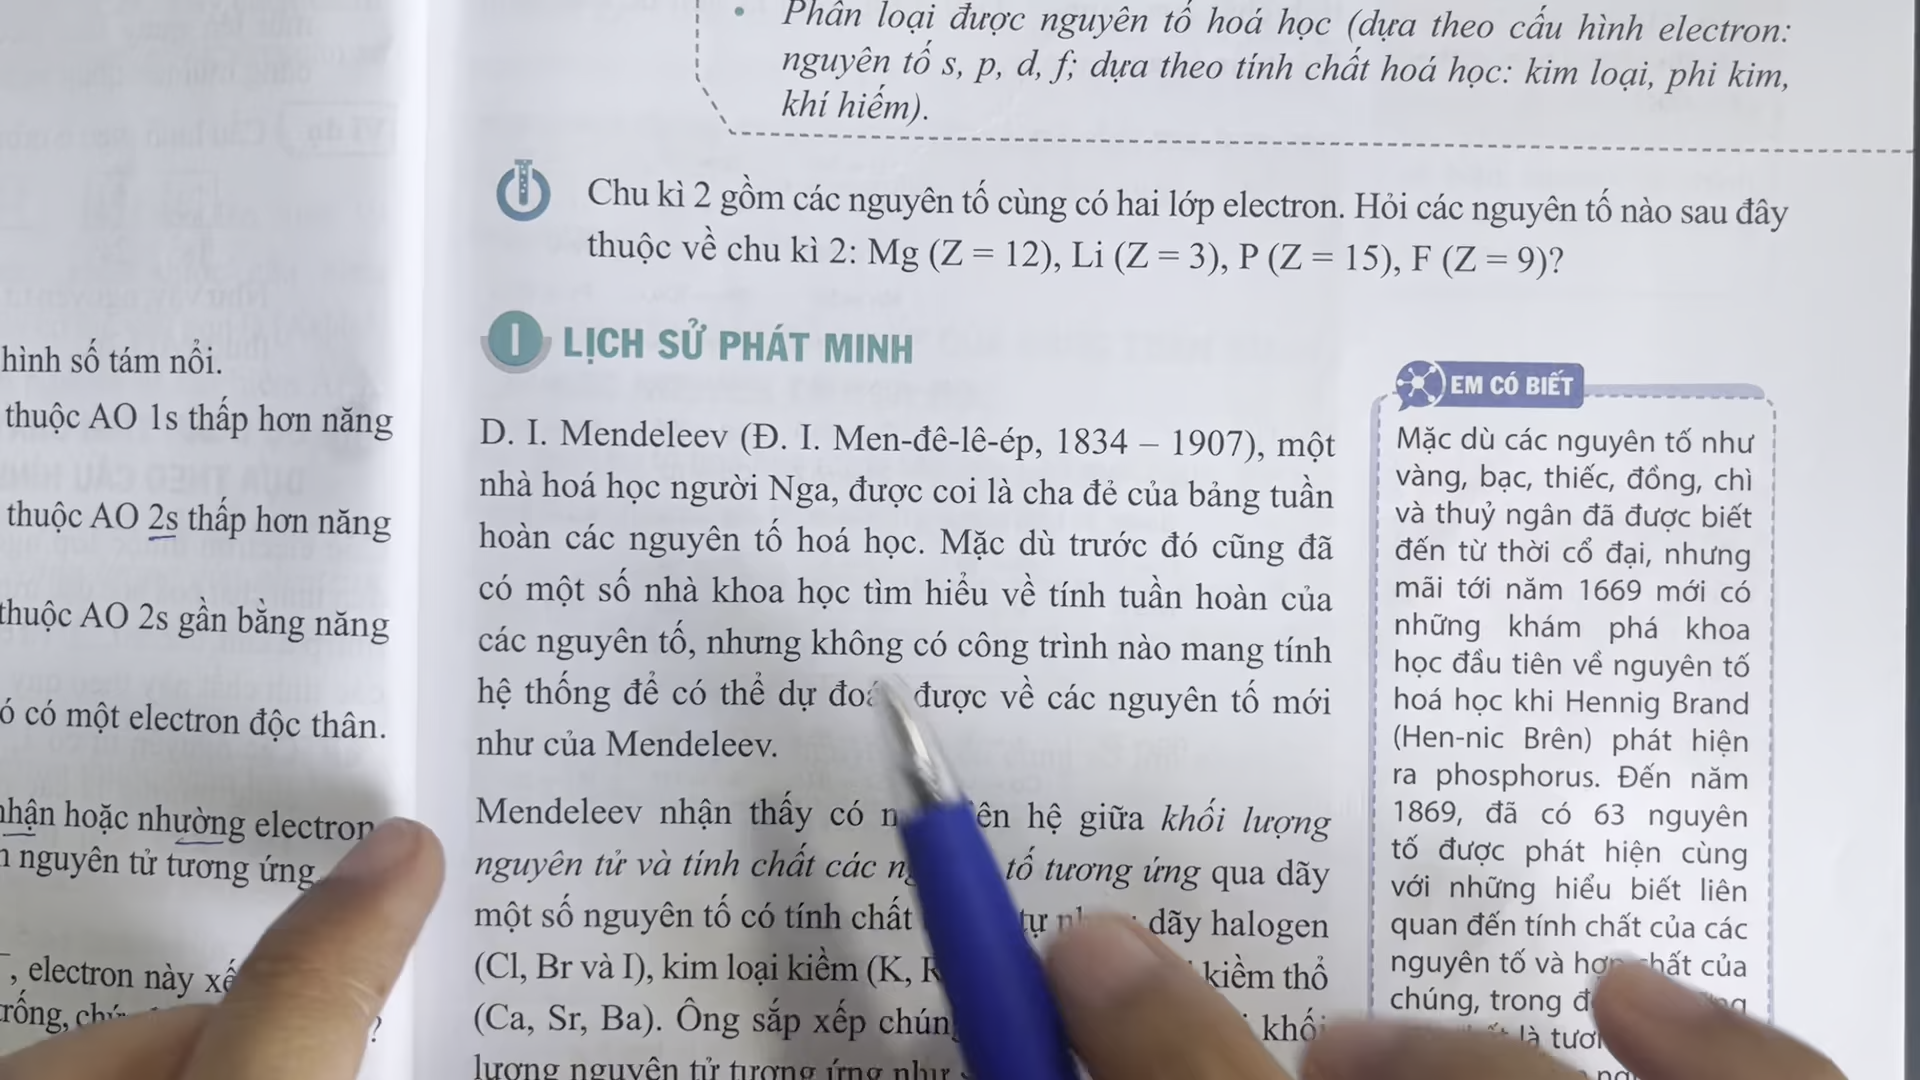 hình số tám nổi.
thuộc AO 1s thấp hơn năng
thuộc AO 2s thấp hơn năng
thuộc AO 2s gần bằng năng
có một electron độc thân.
nhận hoặc nhường electron
nguyên tử tương ứng.
, electron này
trống,
?
• Phân loại được nguyên tố hoá học (dựa theo cấu hình electron:
nguyên tố s, p, d, f; dựa theo tính chất hoá học: kim loại, phi kim,
khí hiếm).
Chu kì 2 gồm các nguyên tố cùng có hai lớp electron. Hỏi các nguyên tố nào sau đây
thuộc về chu kì 2: Mg (Z = 12), Li (Z = 3), P (Z = 15), F (Z = 9)?
I LỊCH SỬ PHÁT MINH
D. I. Mendeleev (Đ. I. Men-đê-lê-ép, 1834 – 1907), một
nhà hoá học người Nga, được coi là cha đẻ của bảng tuần
hoàn các nguyên tố hoá học. Mặc dù trước đó cũng đã
có một số nhà khoa học tìm hiểu về tính tuần hoàn của
các nguyên tố, nhưng không có công trình nào mang tính
hệ thống để có thể dự đoán được về các nguyên tố mới
như của Mendeleev.
Mendeleev nhận thấy có hệ giữa khối lượng
nguyên tử và tính chất các tố tương ứng qua dãy
một số nguyên tố có tính chất dãy halogen
(Cl, Br và I), kim loại kiềm (K, kiềm thổ
(Ca, Sr, Ba). Ông sắp xếp khối
lượng nguyên tử tương ứng như
EM CÓ BIẾT
Mặc dù các nguyên tố như
vàng, bạc, thiếc, đồng, chì
và thuỷ ngân đã được biết
đến từ thời cổ đại, nhưng
mãi tới năm 1669 mới có
những khám phá khoa
học đầu tiên về nguyên tố
hoá học khi Hennig Brand
(Hen-nic Brên) phát hiện
ra phosphorus. Đến năm
1869, đã có 63 nguyên
tố được phát hiện cùng
với những hiểu biết liên
quan đến tính chất của các
nguyên tố và hợp chất của
chúng, trong
là